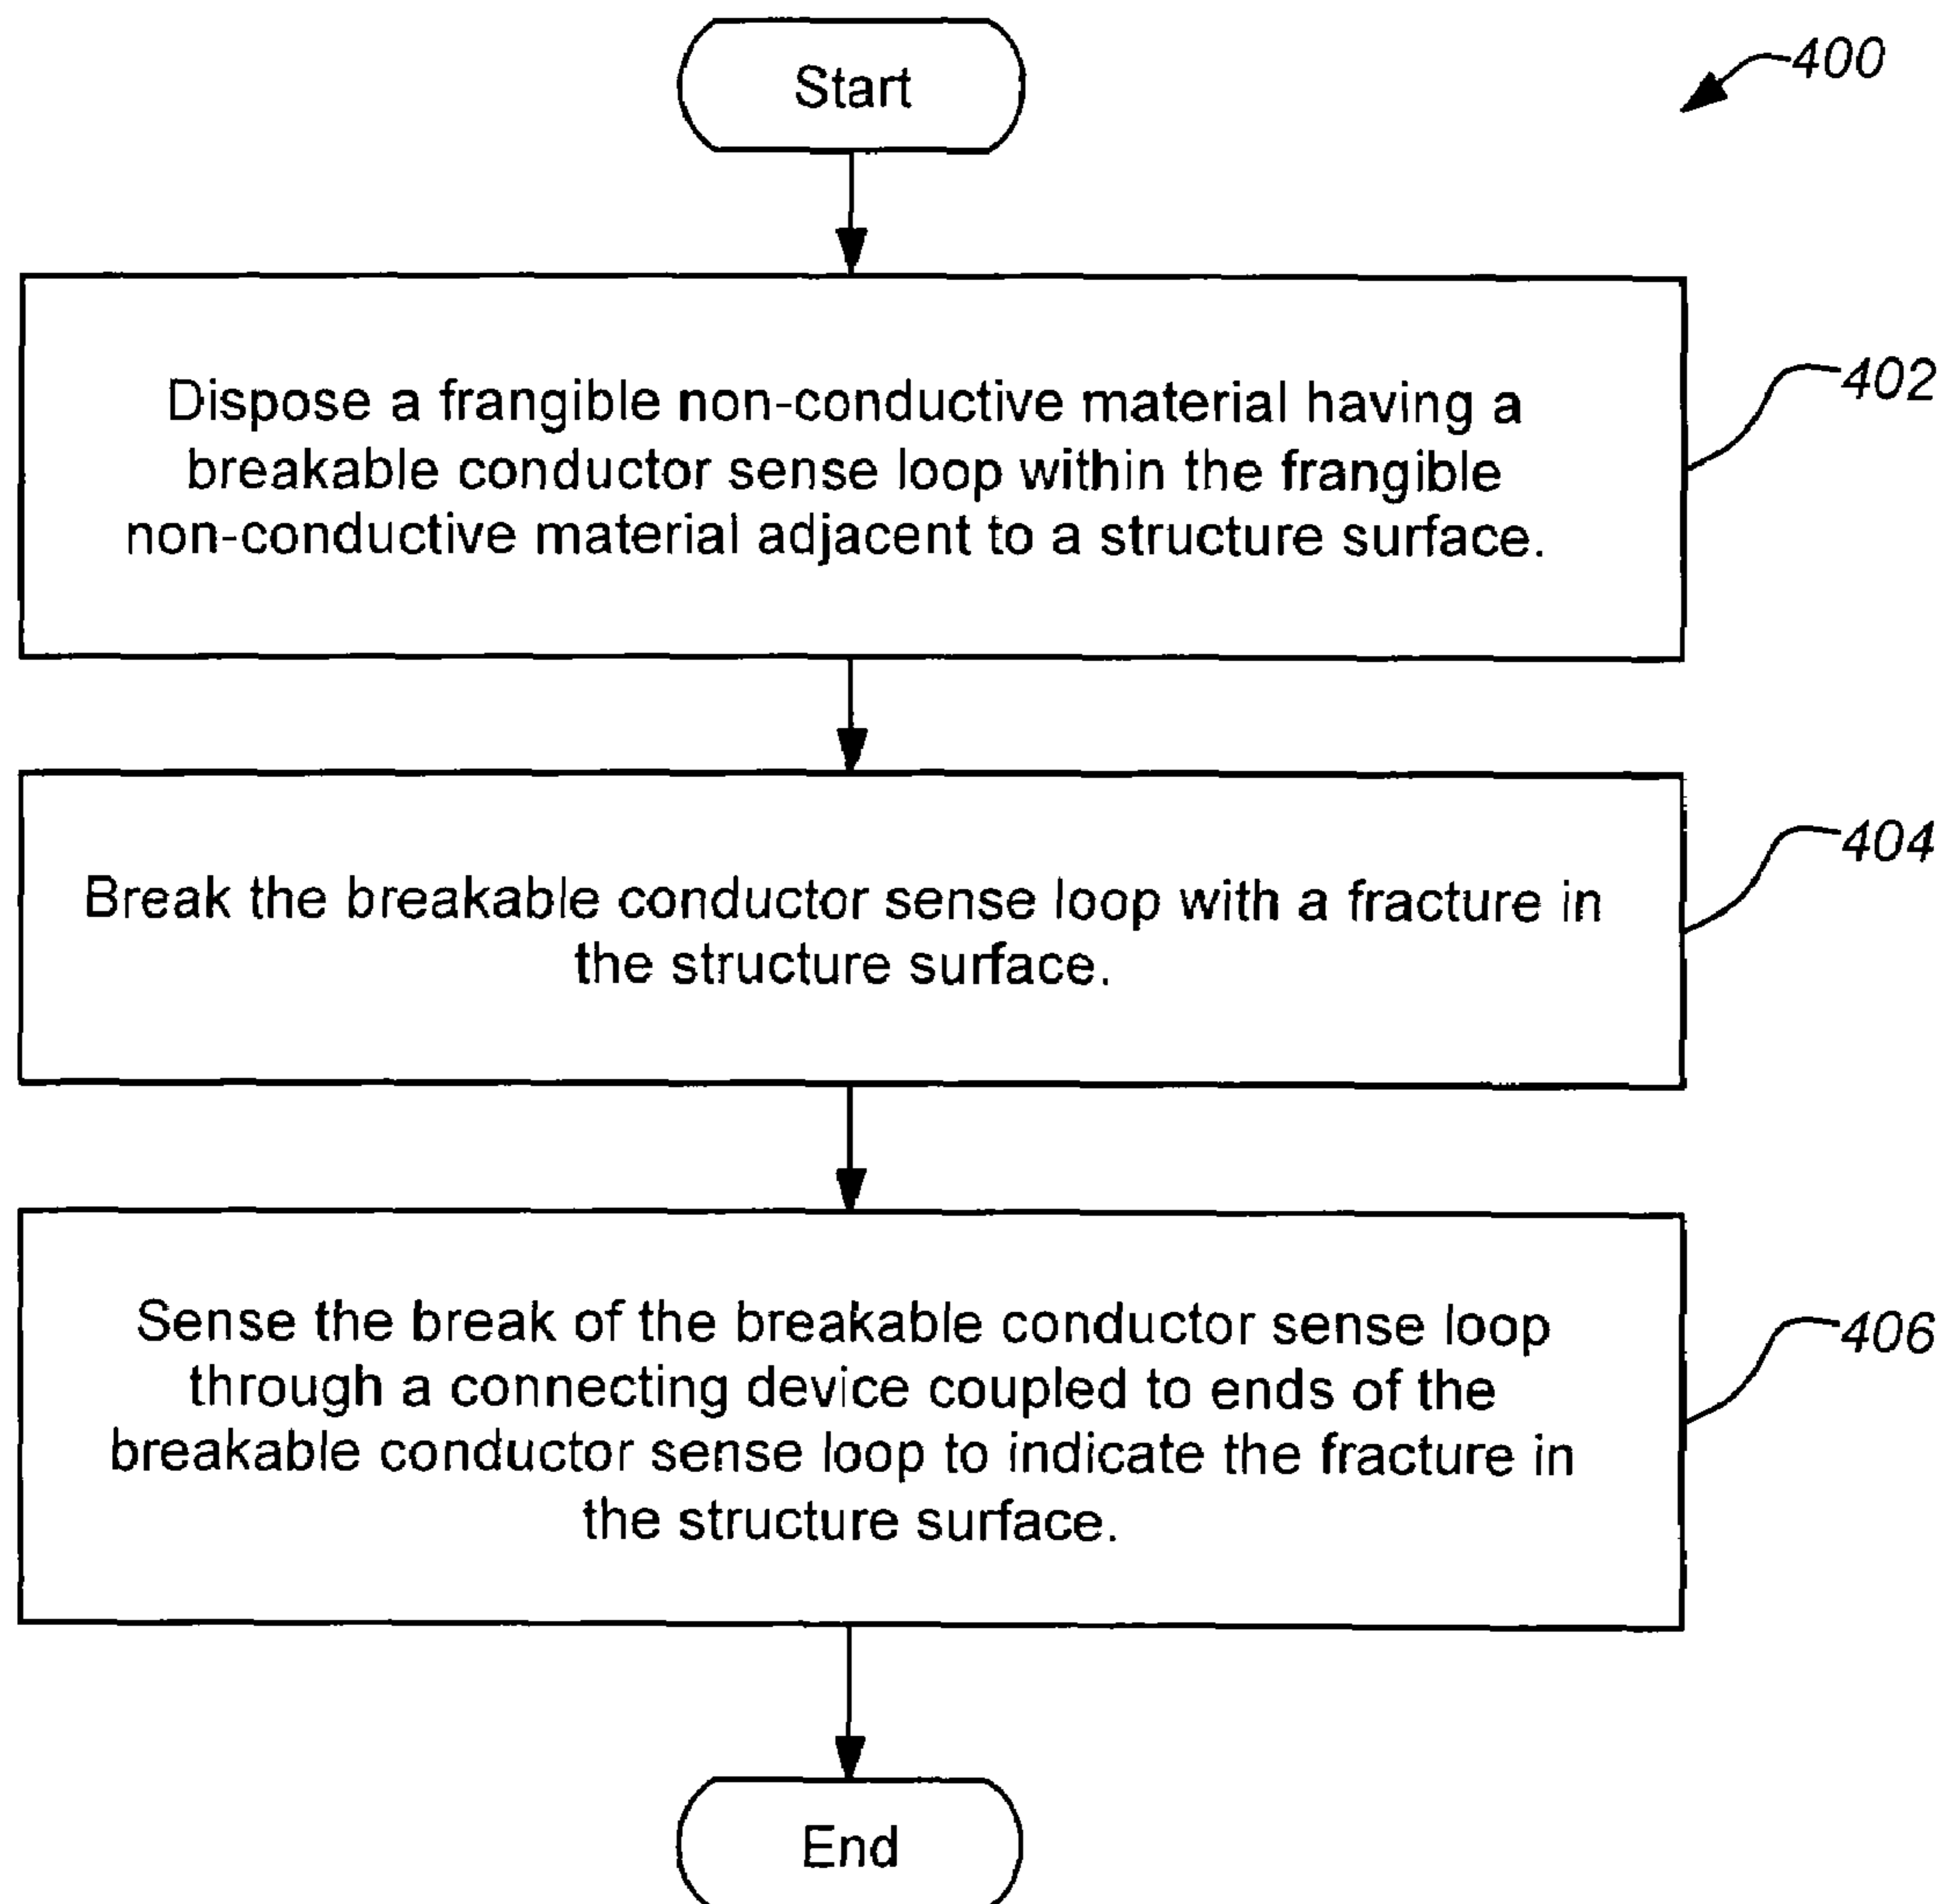 Start
400
Dispose a frangible non-conductive material having a
breakable conductor sense loop within the frangible
non-conductive material adjacent to a structure surface.
402
Break the breakable conductor sense loop with a fracture in
the structure surface.
404
Sense the break of the breakable conductor sense loop
through a connecting device coupled to ends of the
breakable conductor sense loop to indicate the fracture in
the structure surface.
406
End